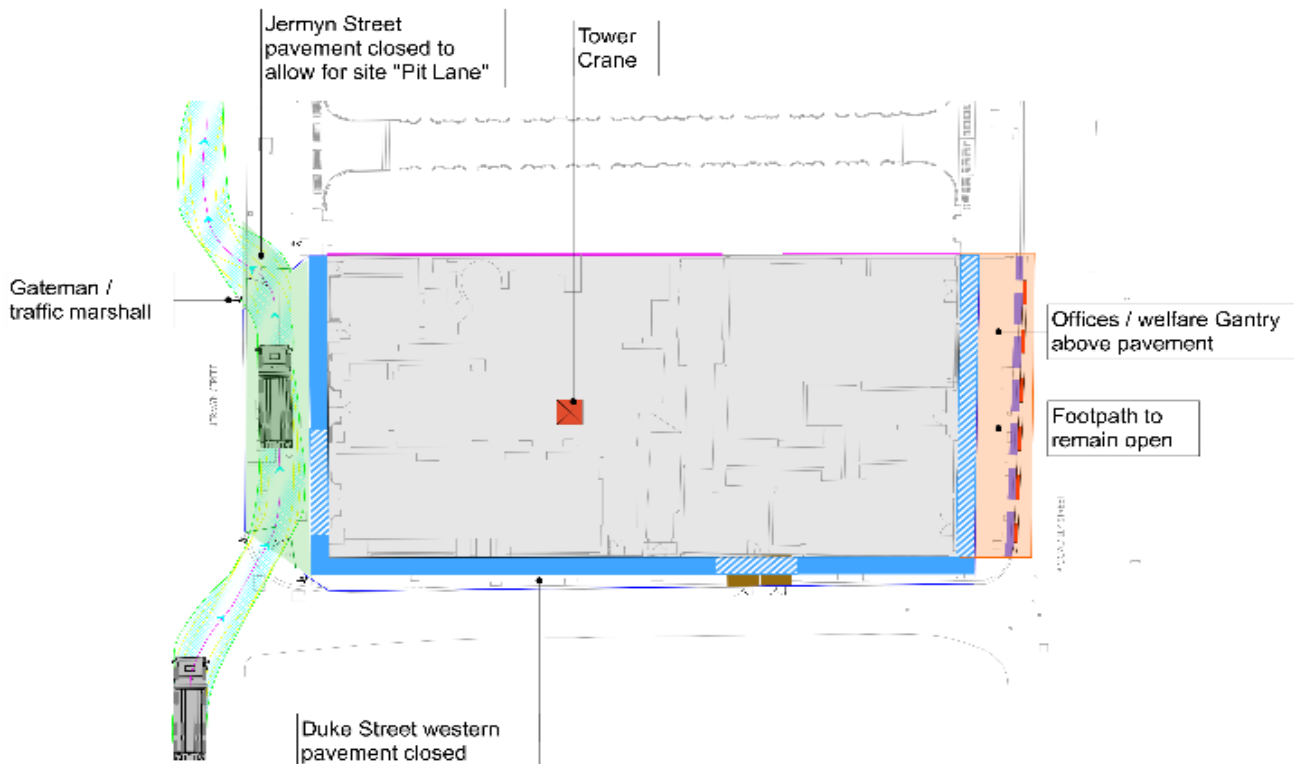 Jermyn Street
pavement closed to
allow for site "Pit Lane"
Tower
Crane
Gateman /
traffic marshall
Offices / welfare Gantry
above pavement
Footpath to
remain open
Duke Street western
pavement closed